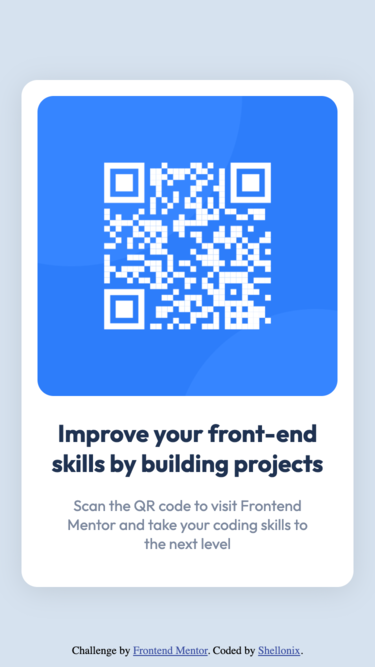 Improve your front-end
skills by building projects
Scan the QR code to visit Frontend
Mentor and take your coding skills to
the next level
Challenge by Frontend Mentor. Coded by Shellonix.